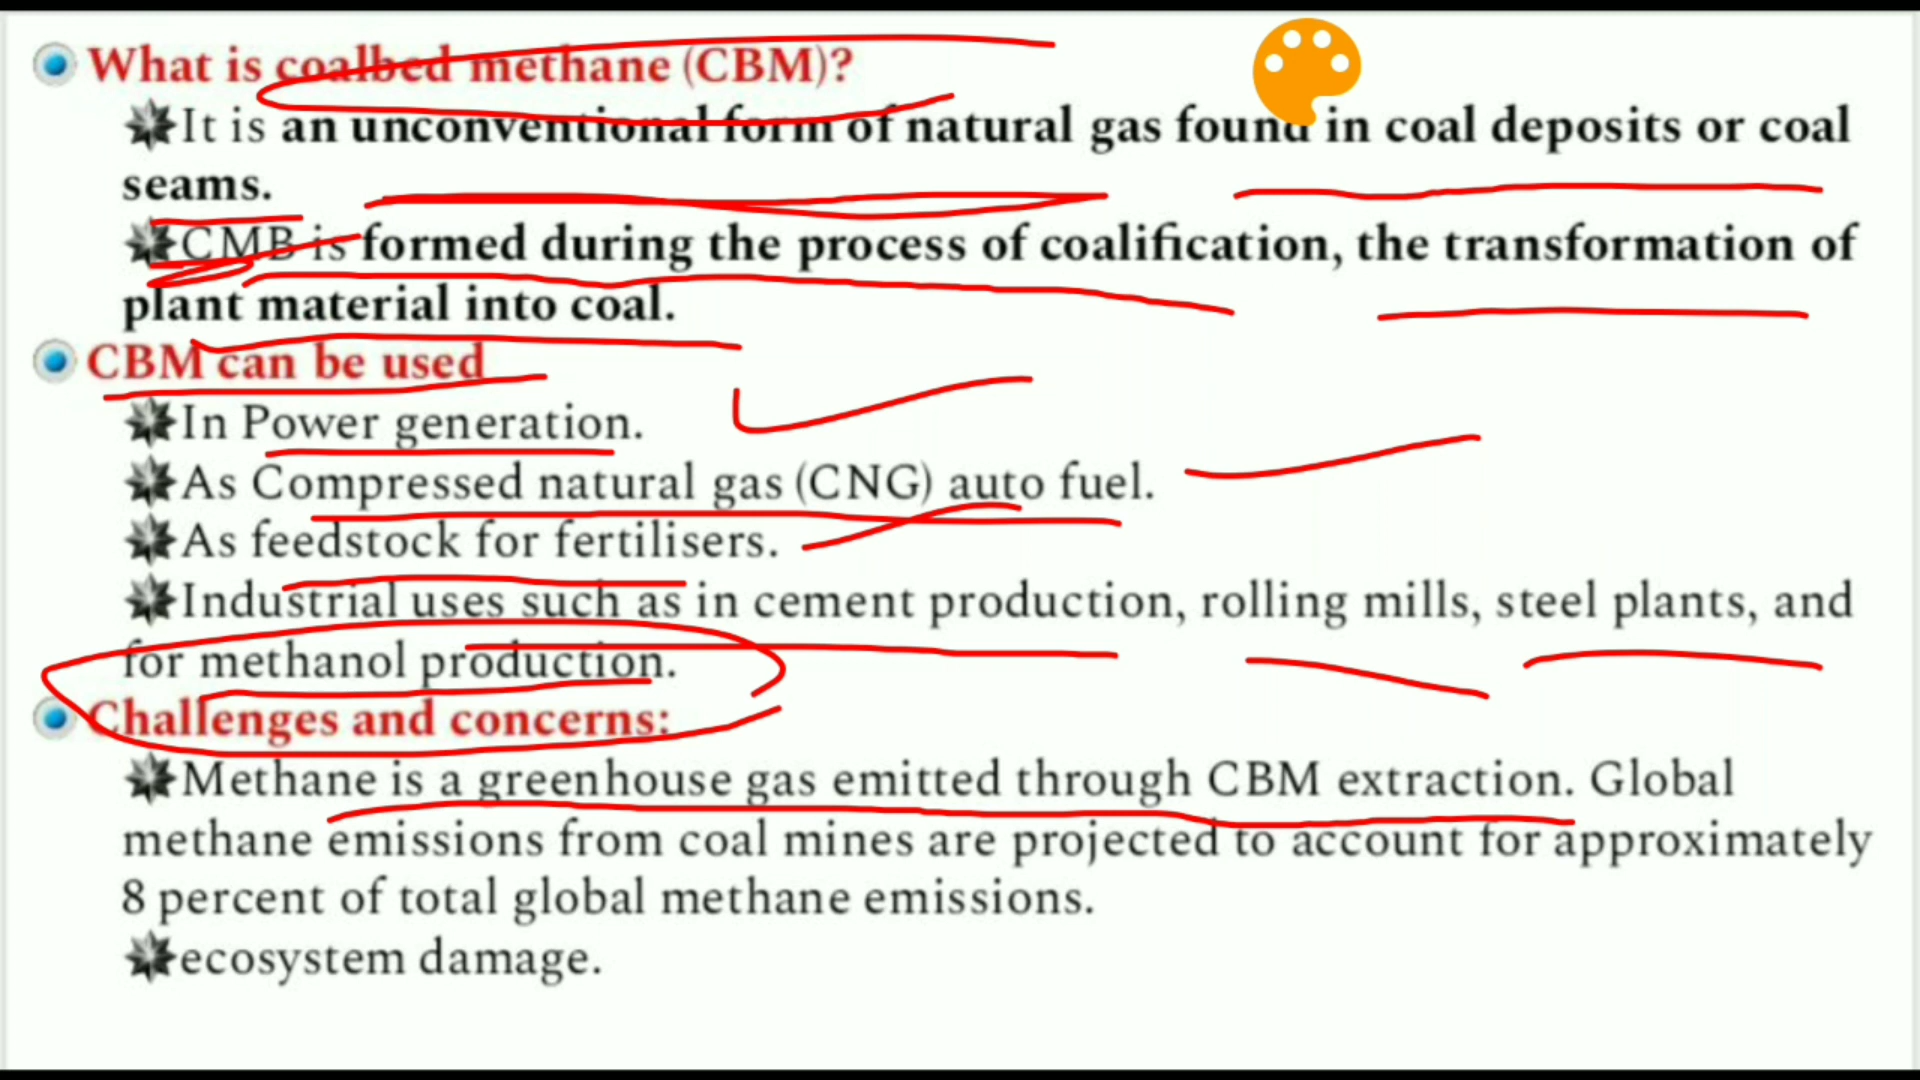 What is coalbed methane (CBM)?
It is an unconventional form of natural gas found in coal deposits or coal
seams.
CMB is formed during the process of coalification, the transformation of
plant material into coal.
CBM can be used
In Power generation.
As Compressed natural gas (CNG) auto fuel.
As feedstock for fertilisers.
Industrial uses such as in cement production, rolling mills, steel plants, and
for methanol production.
Challenges and concerns:
Methane is a greenhouse gas emitted through CBM extraction. Global
methane emissions from coal mines are projected to account for approximately
8 percent of total global methane emissions.
ecosystem damage.